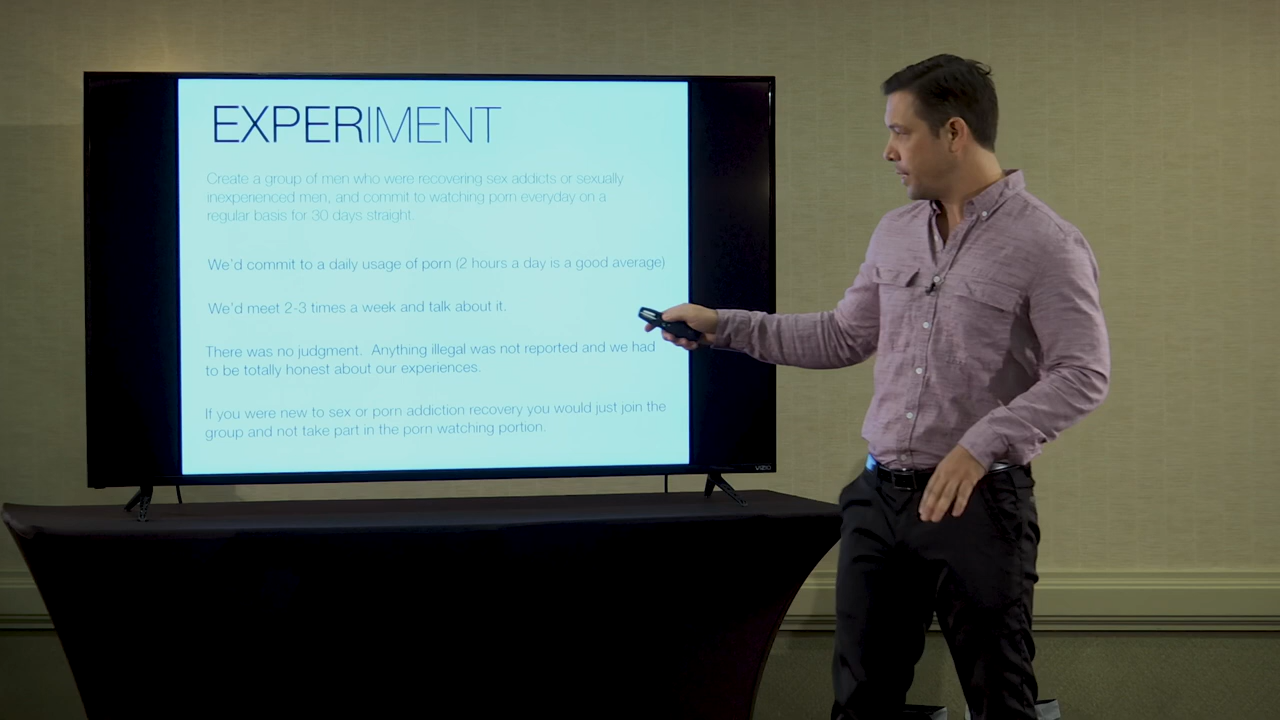 EXPERIMENT
Create a group of men who were recovering sex addicts or sexually
inexperienced men, and commit to watching porn everyday on a
regular basis for 30 days straight.
We'd commit to a daily usage of porn (2 hours a day is a good average)
We'd meet 2-3 times a week and talk about it.
There was no judgment.  Anything illegal was not reported and we had
to be totally honest about our experiences.
If you were new to sex or porn addiction recovery you would just join the
group and not take part in the porn watching portion.
VIZIO